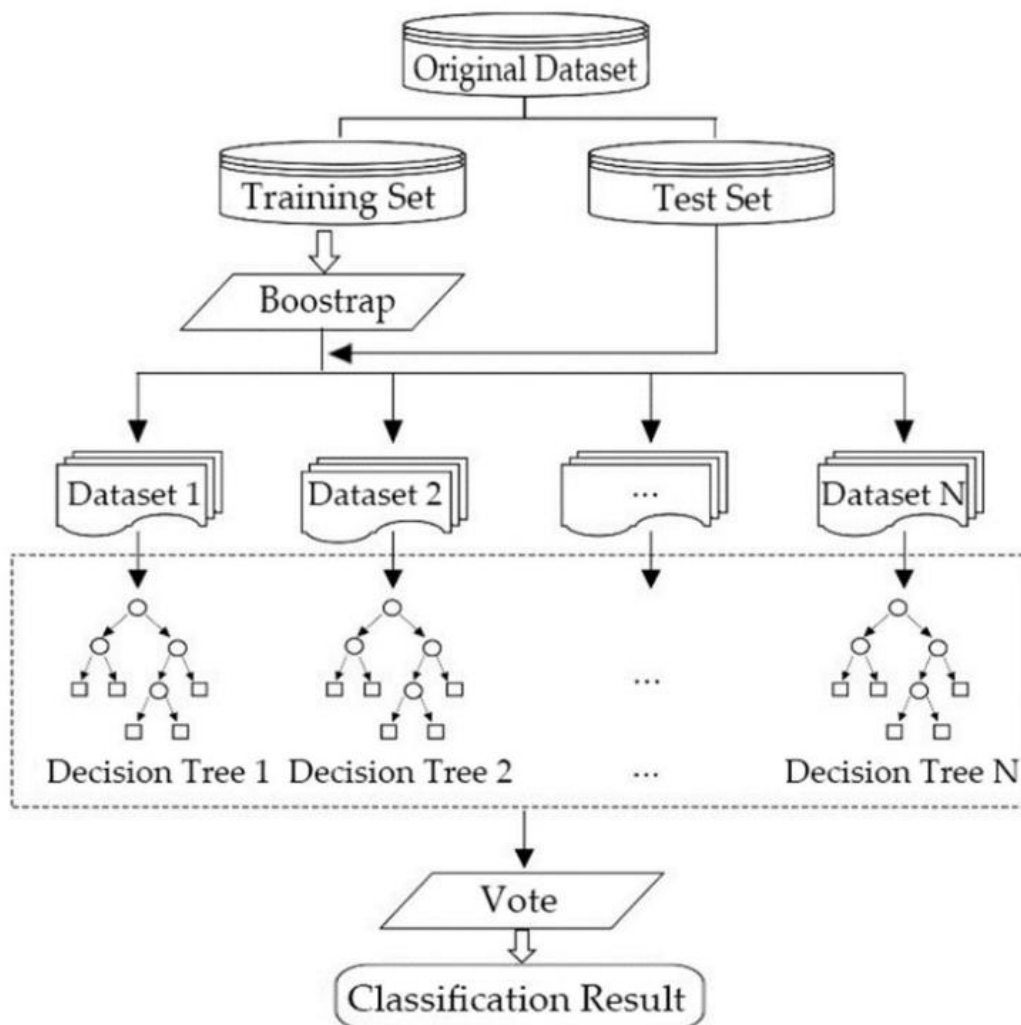 Original Dataset
Training Set
Test Set
Boostrap
Dataset 1
Dataset 2
...
Dataset N
...
Decision Tree 1
Decision Tree 2
...
Decision Tree N
Vote
Classification Result